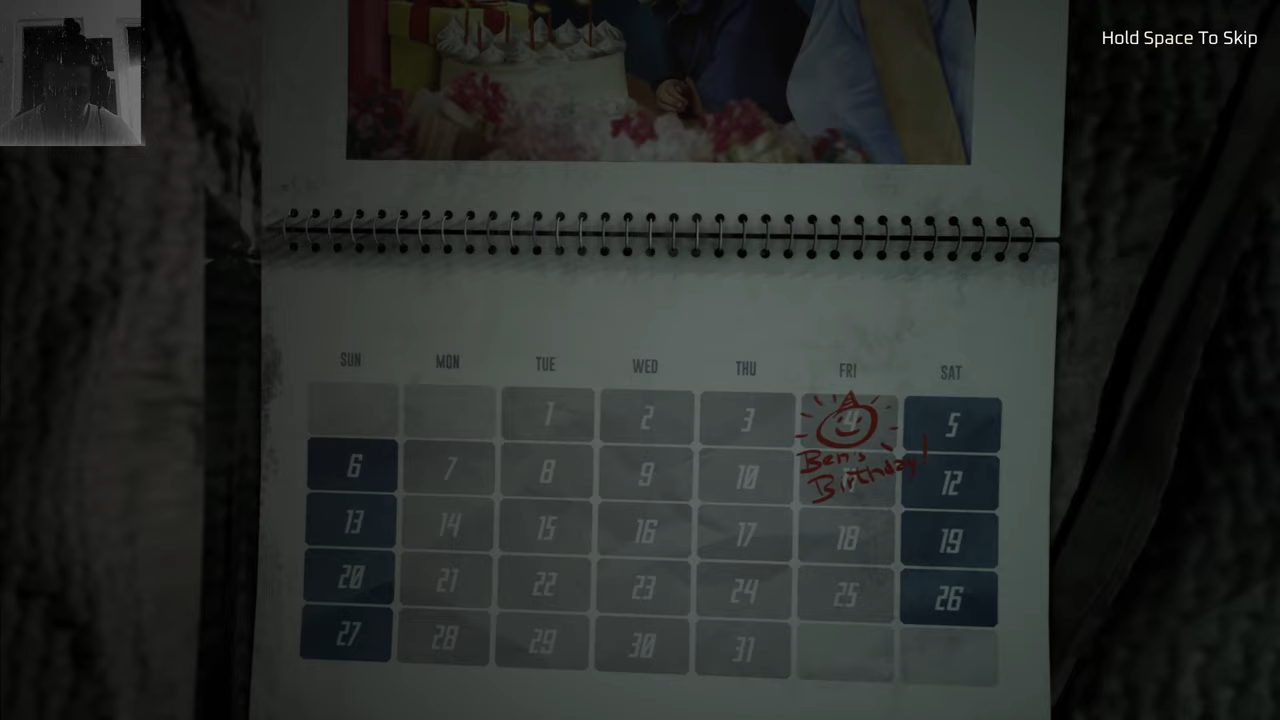 Hold Space To Skip
SUN MON TUE WED THU FRI SAT
1 2 3 4 5
Ben's
Birthday!
6 7 8 9 10 12
13 14 15 16 17 18 19
20 21 22 23 24 25 26
27 28 29 30 31